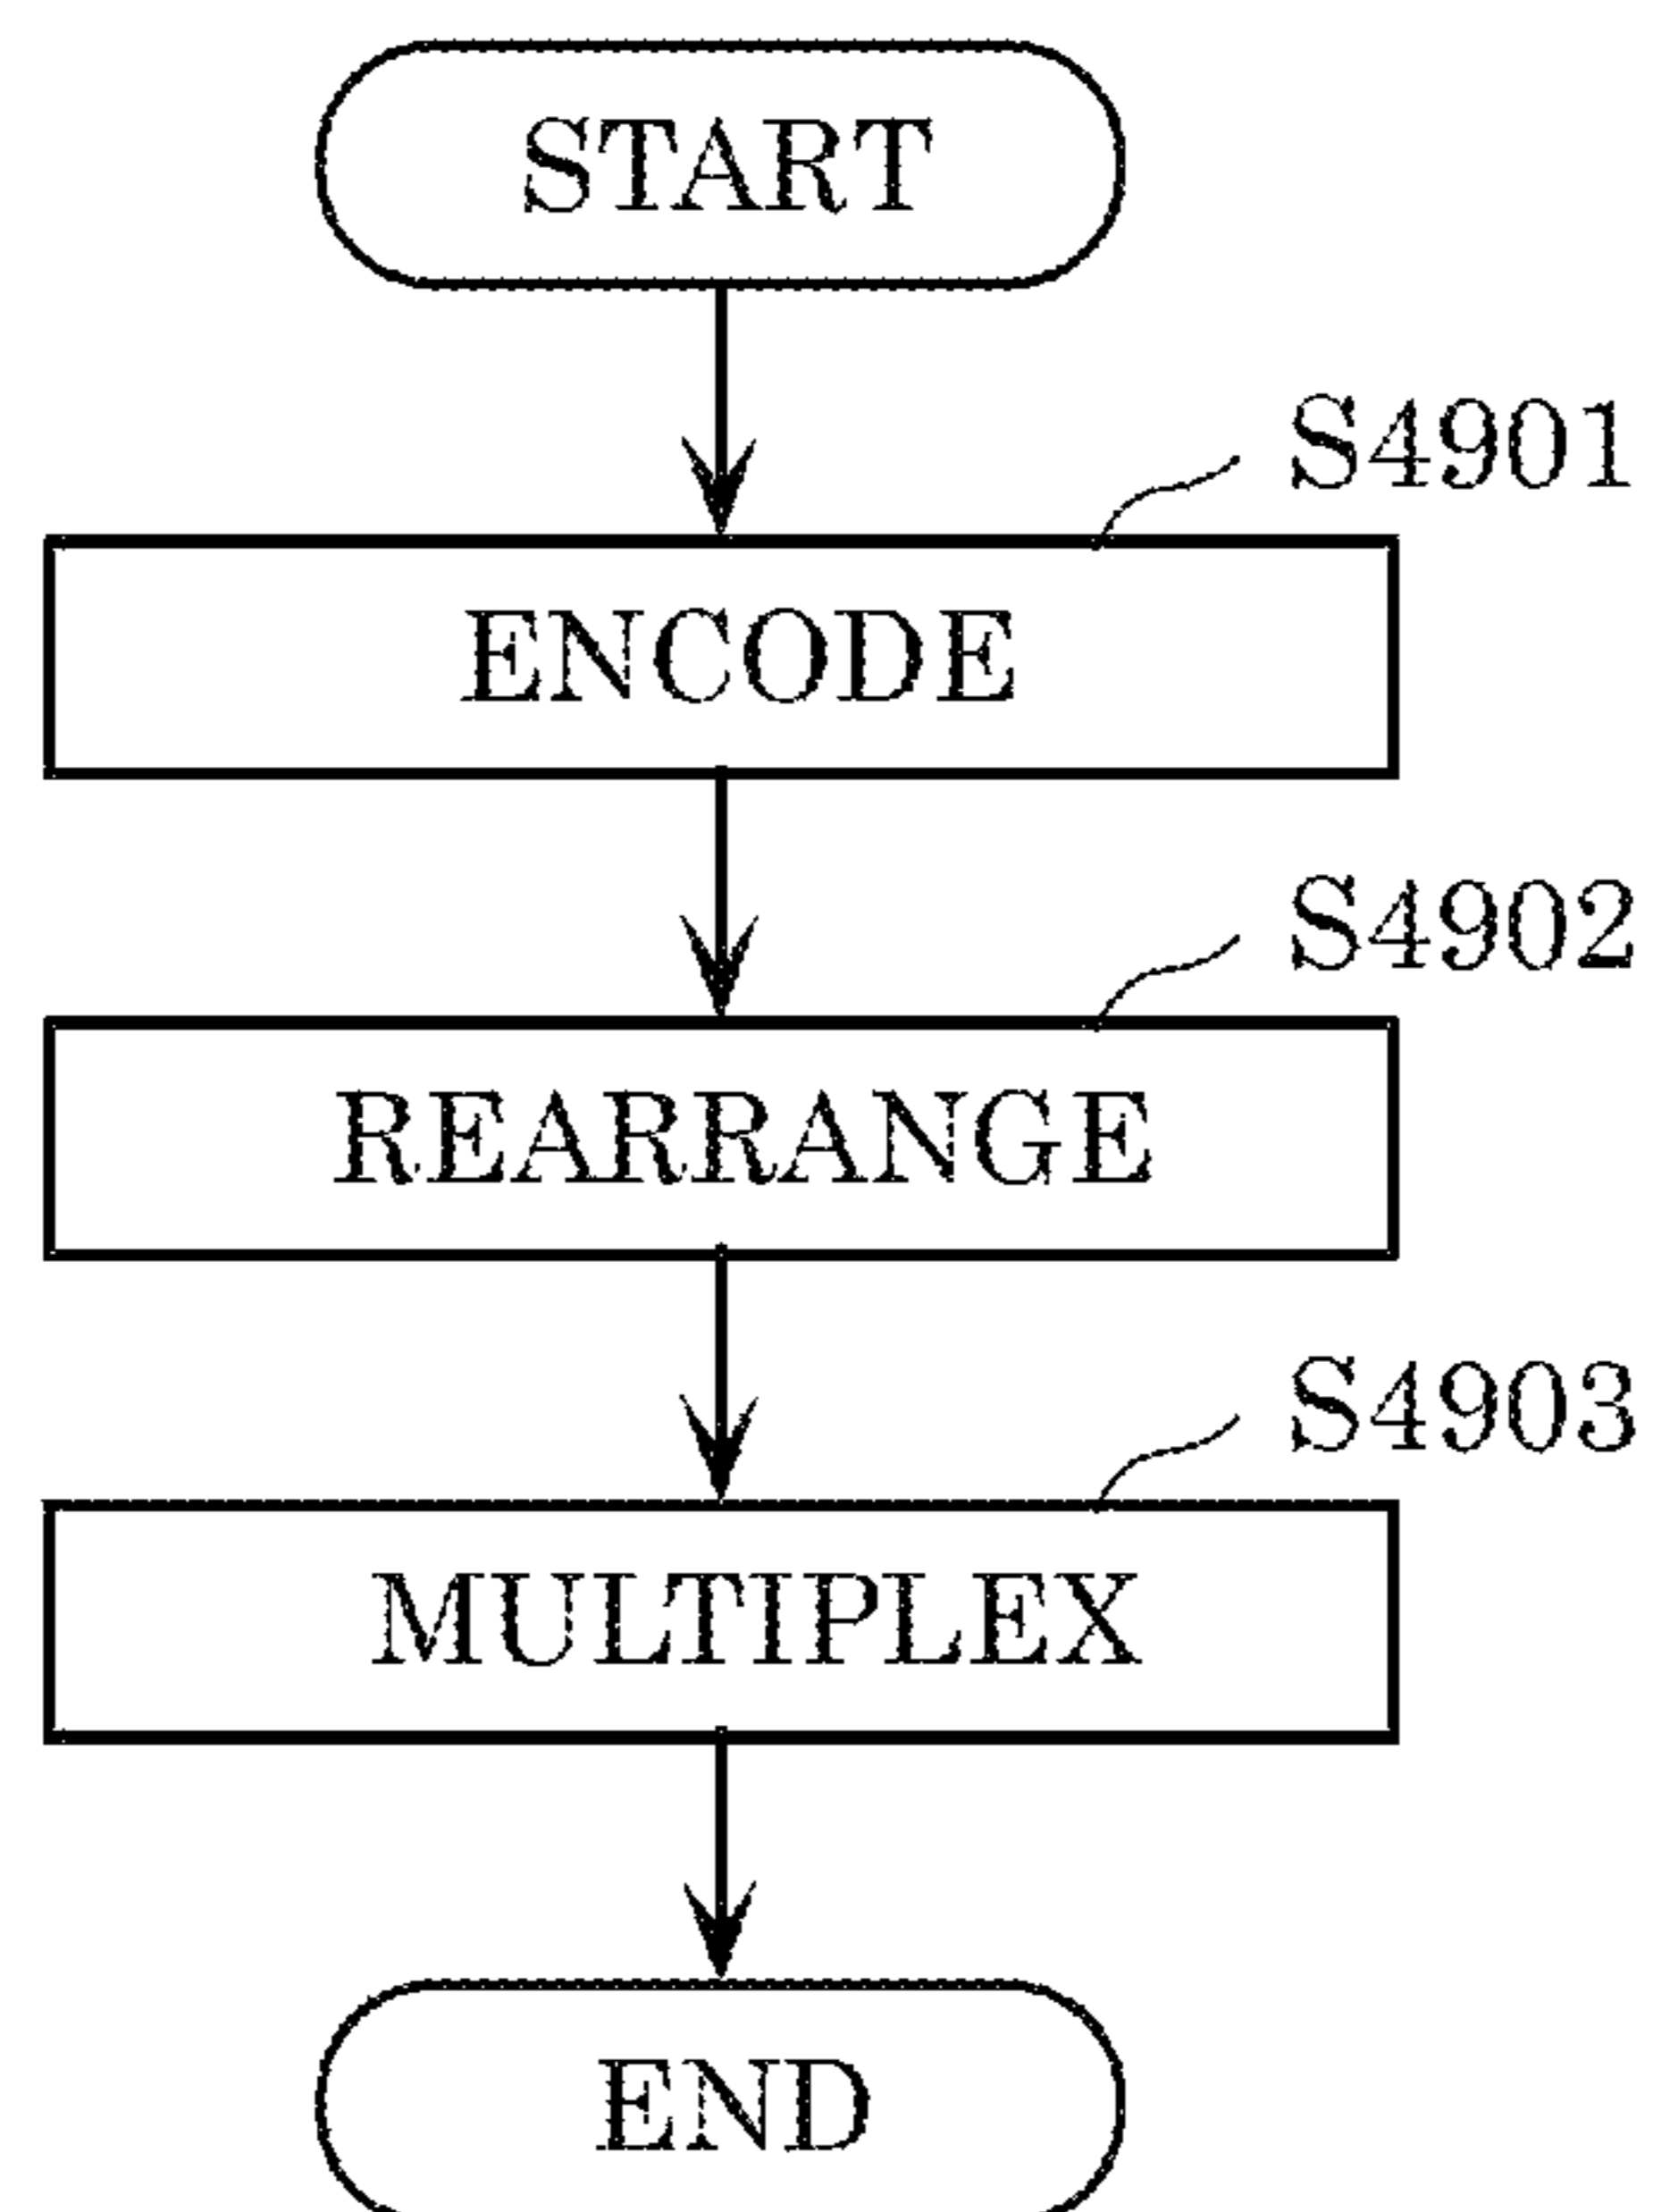 START
S4901
ENCODE
S4902
REARRANGE
S4903
MULTIPLEX
END